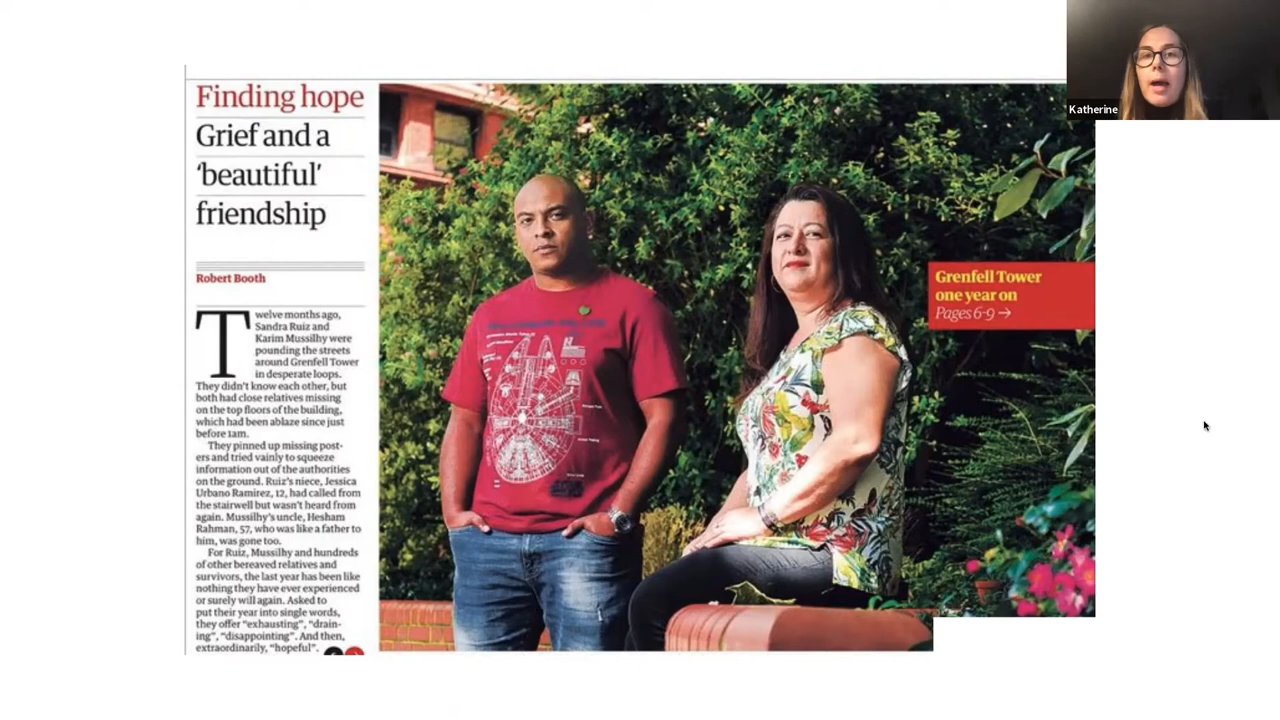 Finding hope
Grief and a
‘beautiful’
friendship
Robert Booth
Twelve months ago,
Sandra Ruiz and
Karim Mussilhy were
pounding the streets
around Grenfell Tower
in desperate loops.
They didn't know each other, but
both had close relatives missing
on the top floors of the building,
which had been ablaze since just
before 1am.
They pinned up missing post-
ers and tried vainly to squeeze
information out of the authorities
on the ground. Ruiz's niece, Jessica
Urbano Ramirez, 12, had called from
the stairwell but wasn't heard from
again. Mussilhy's uncle, Hesham
Rahman, 57, who was like a father to
him, was gone too.
For Ruiz, Mussilhy and hundreds
of other bereaved relatives and
survivors, the last year has been like
nothing they have ever experienced
or surely will again. Asked to
put their year into single words,
they offer “exhausting”, “drain-
ing”, “disappointing”. And then,
extraordinarily, “hopeful”.
Grenfell Tower
one year on
Pages 6-9 →
Katherine